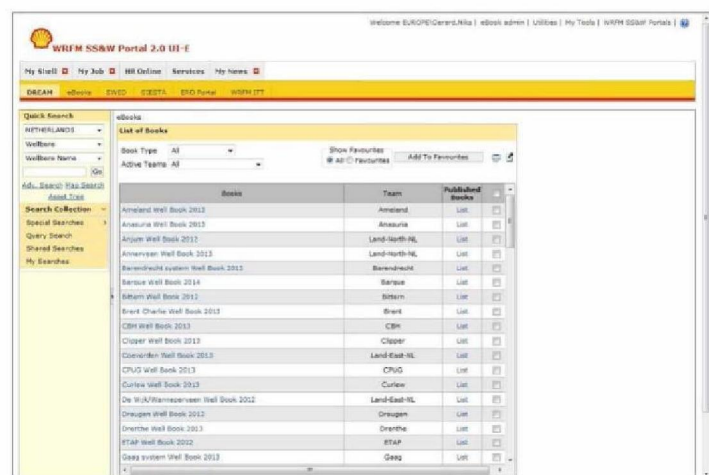 Welcome EUROPE\Gerard.Nika | eBook admin | Utilities | My Tools | WRFM SS&W Portals |
WRFM SS&W Portal 2.0 UI-E
My Shell My Job HR Online Services My News
DREAM eBooks EWED SIESTA ERD Portal WRFM ITT
Quick Search
NETHERLANDS
Wellbore
Wellbore Name
Go
Adv. Search Map Search
Asset Tree
Search Collection
Special Searches
Query Search
Shared Searches
My Searches
eBooks
List of Books
Book Type All
Active Teams All
Show Favourites
All Favourites
Add To Favourites
Books Team Published Books
Ameland Well Book 2013 Ameland List
Anasuria Well Book 2013 Anasuria List
Anjum Well Book 2012 Land-North-NL List
Annerveen Well Book 2013 Land-North-NL List
Barendrecht system Well Book 2013 Barendrecht List
Barque Well Book 2014 Barque List
Bittern Well Book 2012 Bittern List
Brent Charlie Well Book 2013 Brent List
CBH Well Book 2013 CBH List
Clipper Well Book 2013 Clipper List
Coevorden Well Book 2013 Land-East-NL List
CPUG Well Book 2013 CPUG List
Curlew Well Book 2013 Curlew List
De Wijk/Wanneperveen Well Book 2012 Land-East-NL List
Draugen Well Book 2012 Draugen List
Drenthe Well Book 2013 Drenthe List
ETAP Well Book 2012 ETAP List
Gaag system Well Book 2013 Gaag List